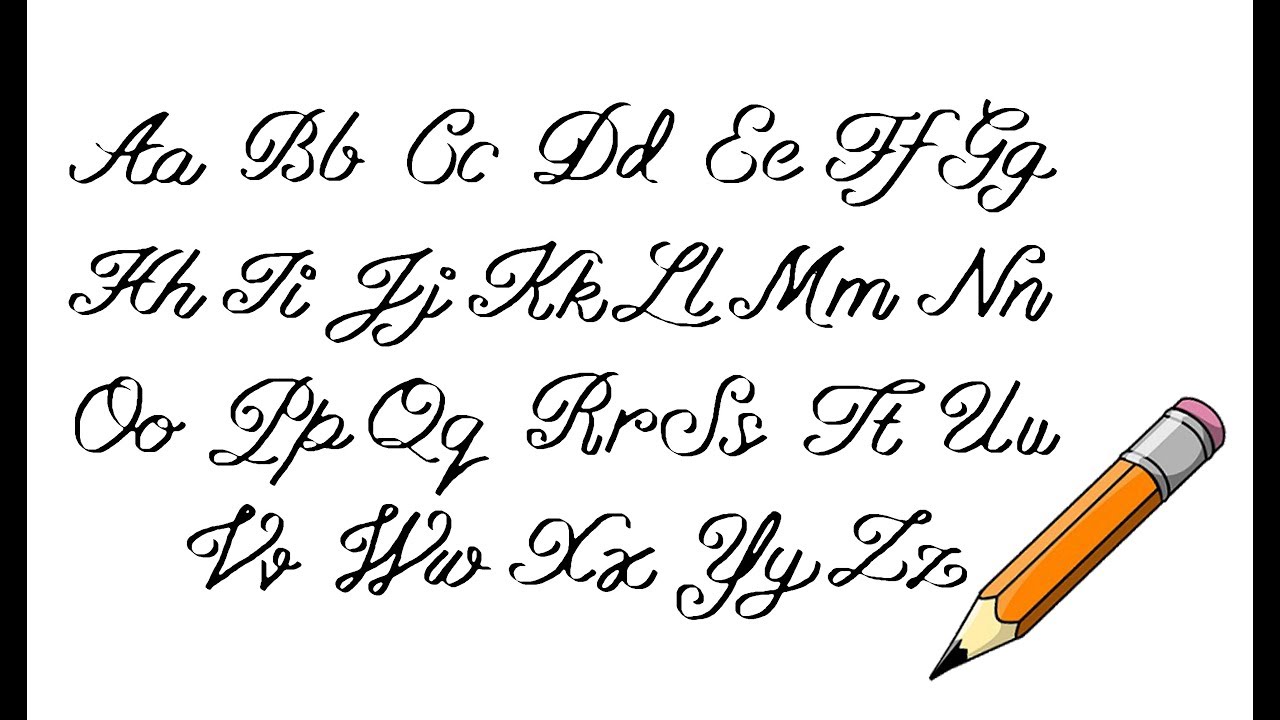 Aa Bb Cc Dd Ee Ff Gg
Hh Ii Jj Kk Ll Mm Nn
Oo Pp Qq Rr Ss Tt Uu
Vv Ww Xx Yy Zz